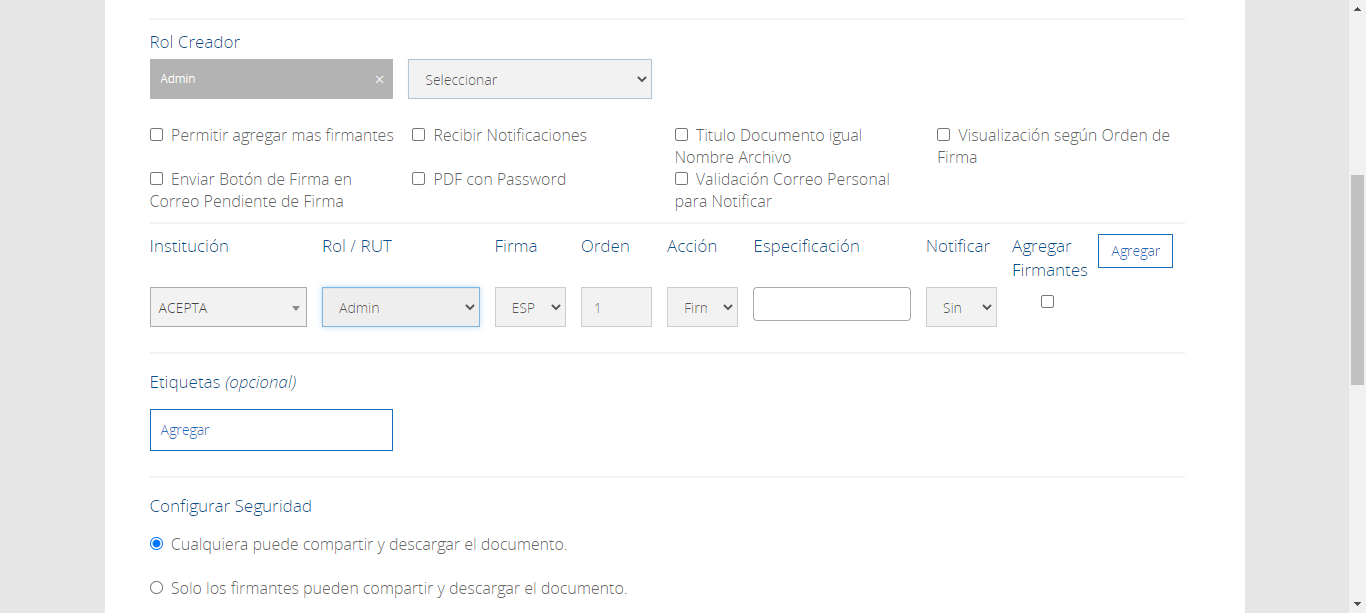 Rol Creador
Admin ×
Seleccionar
Permitir agregar mas firmantes
Recibir Notificaciones
Titulo Documento igual
Nombre Archivo
Visualización según Orden de
Firma
Enviar Botón de Firma en
Correo Pendiente de Firma
PDF con Password
Validación Correo Personal
para Notificar
Institución
Rol / RUT
Firma
Orden
Acción
Especificación
Notificar
Agregar
Firmantes
Agregar
ACEPTA
Admin
ESP
1
Firn
Sin
Etiquetas (opcional)
Agregar
Configurar Seguridad
Cualquiera puede compartir y descargar el documento.
Solo los firmantes pueden compartir y descargar el documento.